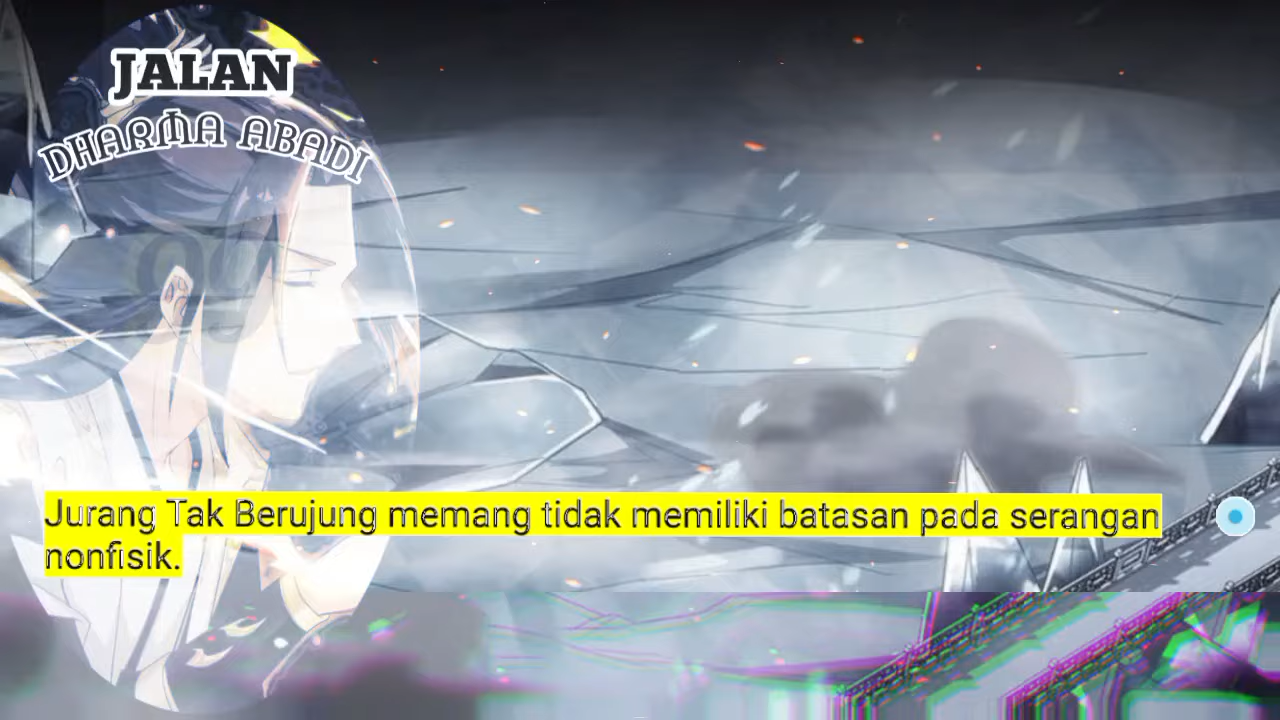 JALAN
DHARMA ABADI
Jurang Tak Berujung memang tidak memiliki batasan pada serangan
nonfisik.